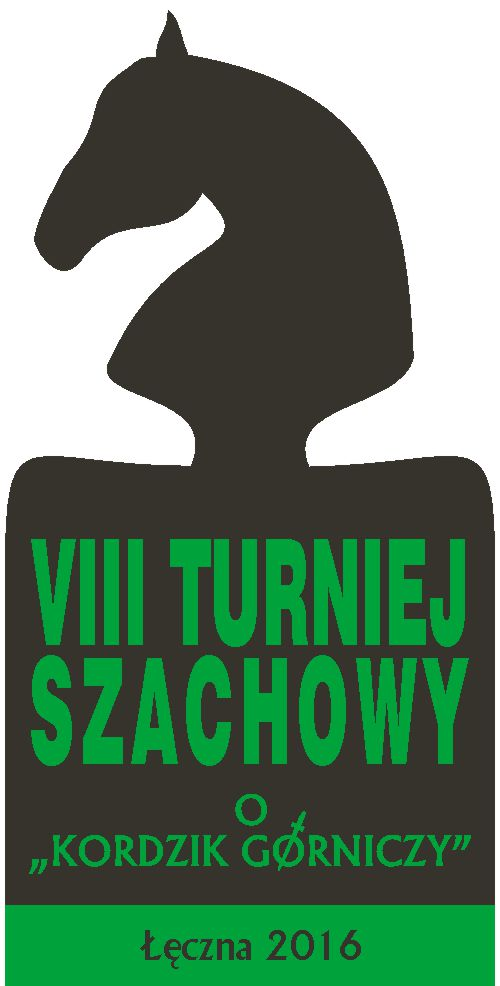 VIII TURNIEJ
SZACHOWY
O
„KORDZIK GÓRNICZY”
Łęczna 2016